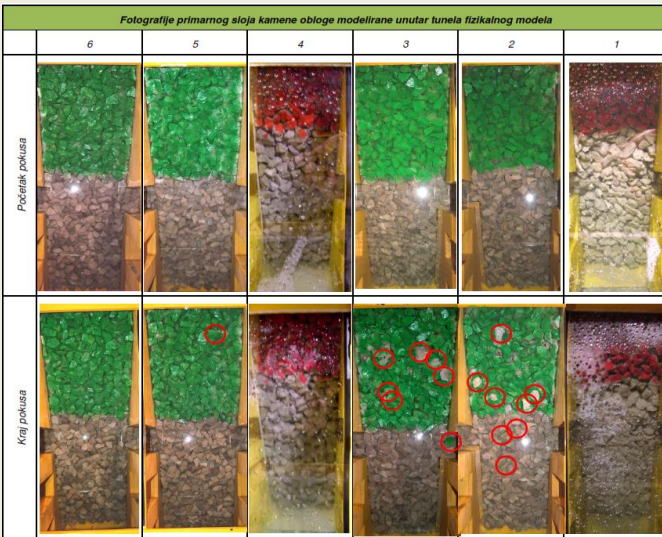 Fotografije primarnog sloja kamene obloge modelirane unutar tunela fizikalnog modela
6 5 4 3 2 1
Početak pokusa
Kraj pokusa